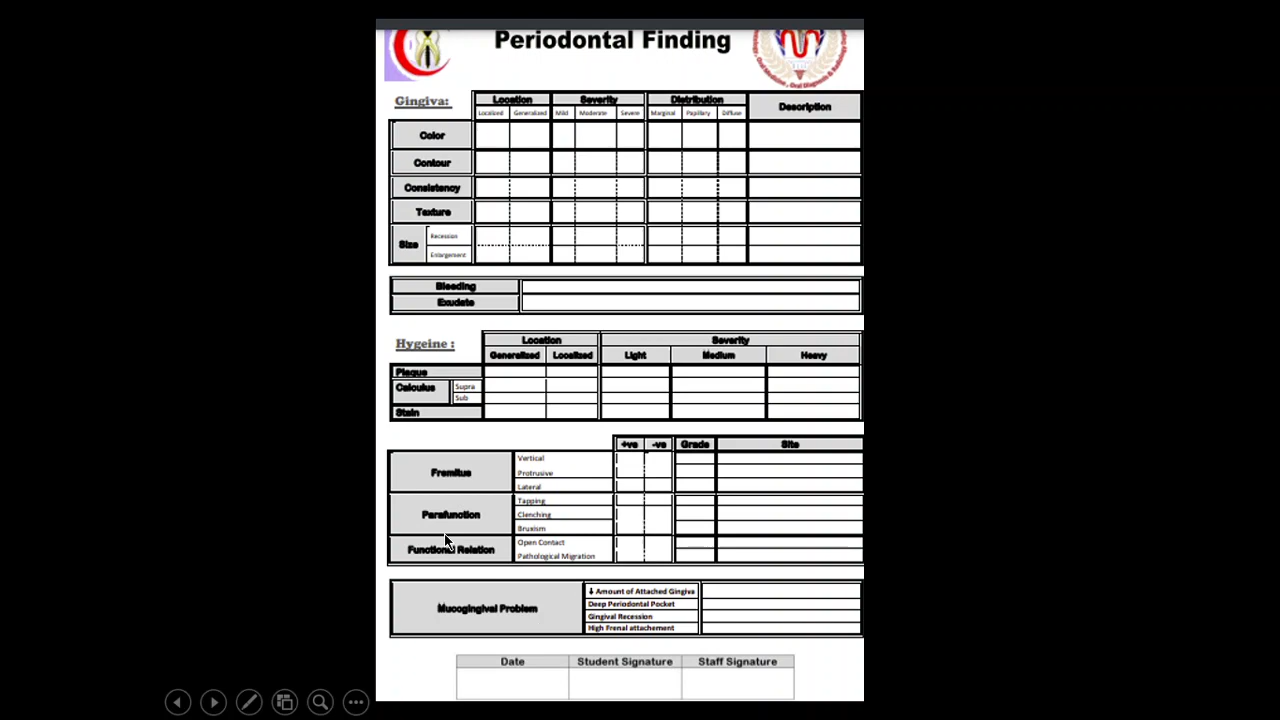 Periodontal Finding
Gingiva:
Location Severity Distribution Description
Localized Generalized Mild Moderate Severe Marginal Papillary Diffuse
Color
Contour
Consistency
Texture
Size
Recession
Enlargement
Bleeding
Exudate
Hygeine :
Location Severity
Generalized Localized Light Medium Heavy
Plaque
Calculus
Supra
Sub
Stain
+ve -ve Grade Site
Fremitus
Vertical
Protrusive
Lateral
Parafunction
Tapping
Clenching
Bruxism
Functional Relation
Open Contact
Pathological Migration
Mucogingival Problem
⬇ Amount of Attached Gingiva
Deep Periodontal Pocket
Gingival Recession
High Frenal attachement
Date Student Signature Staff Signature